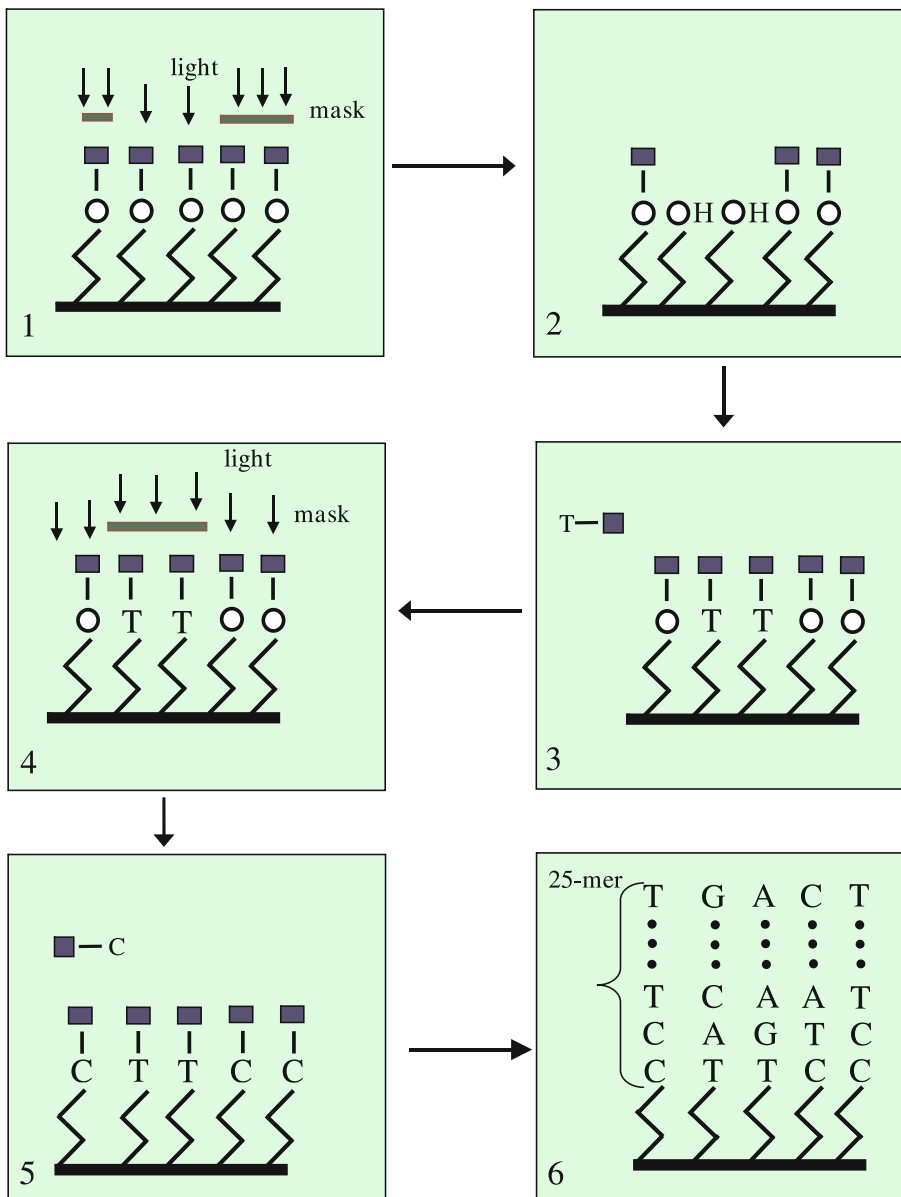 light
mask
1
H H
2
light
mask
T T
4
T
T T
3
C
C T T C C
5
25-mer
T G A C T
T C A A T
C A G T C
C T T C C
6